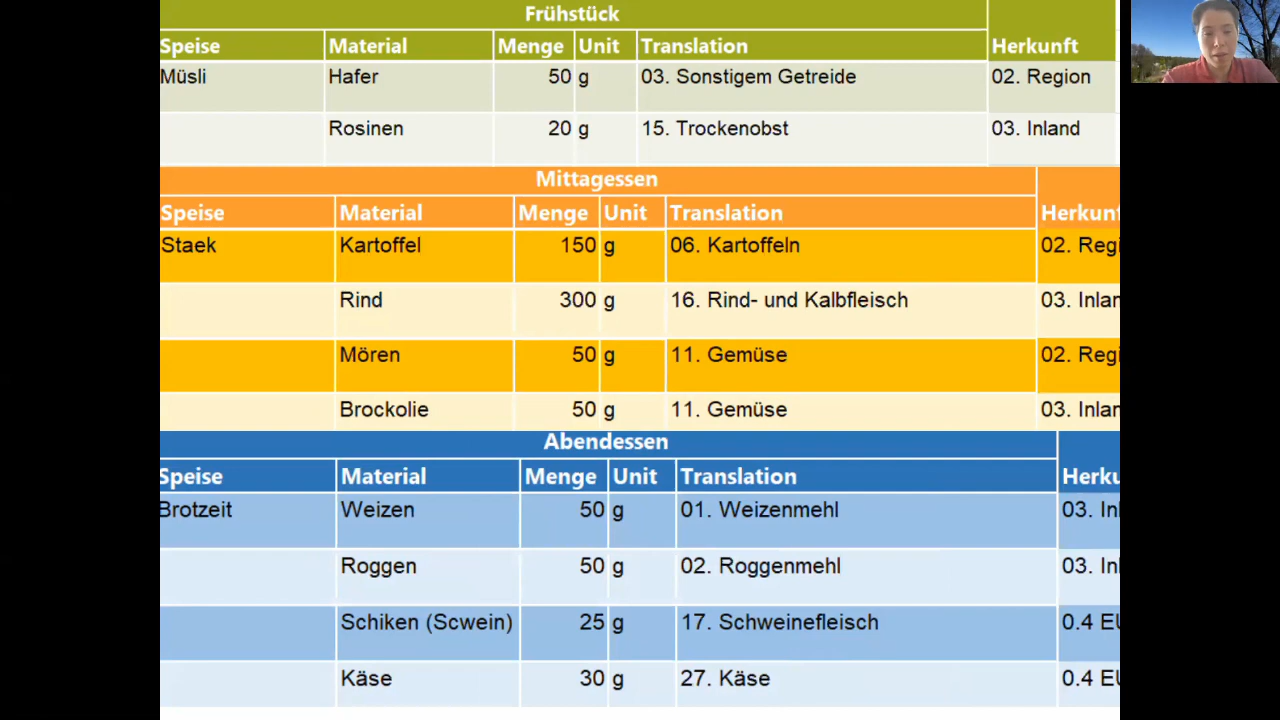 Frühstück
Speise Material Menge Unit Translation Herkunft
Müsli Hafer 50 g 03. Sonstigem Getreide 02. Region
Rosinen 20 g 15. Trockenobst 03. Inland
Mittagessen
Speise Material Menge Unit Translation Herkunf
Staek Kartoffel 150 g 06. Kartoffeln 02. Regi
Rind 300 g 16. Rind- und Kalbfleisch 03. Inlan
Mören 50 g 11. Gemüse 02. Regi
Brockolie 50 g 11. Gemüse 03. Inlan
Abendessen
Speise Material Menge Unit Translation Herku
Brotzeit Weizen 50 g 01. Weizenmehl 03. Inl
Roggen 50 g 02. Roggenmehl 03. Inl
Schiken (Scwein) 25 g 17. Schweinefleisch 0.4 EU
Käse 30 g 27. Käse 0.4 EU